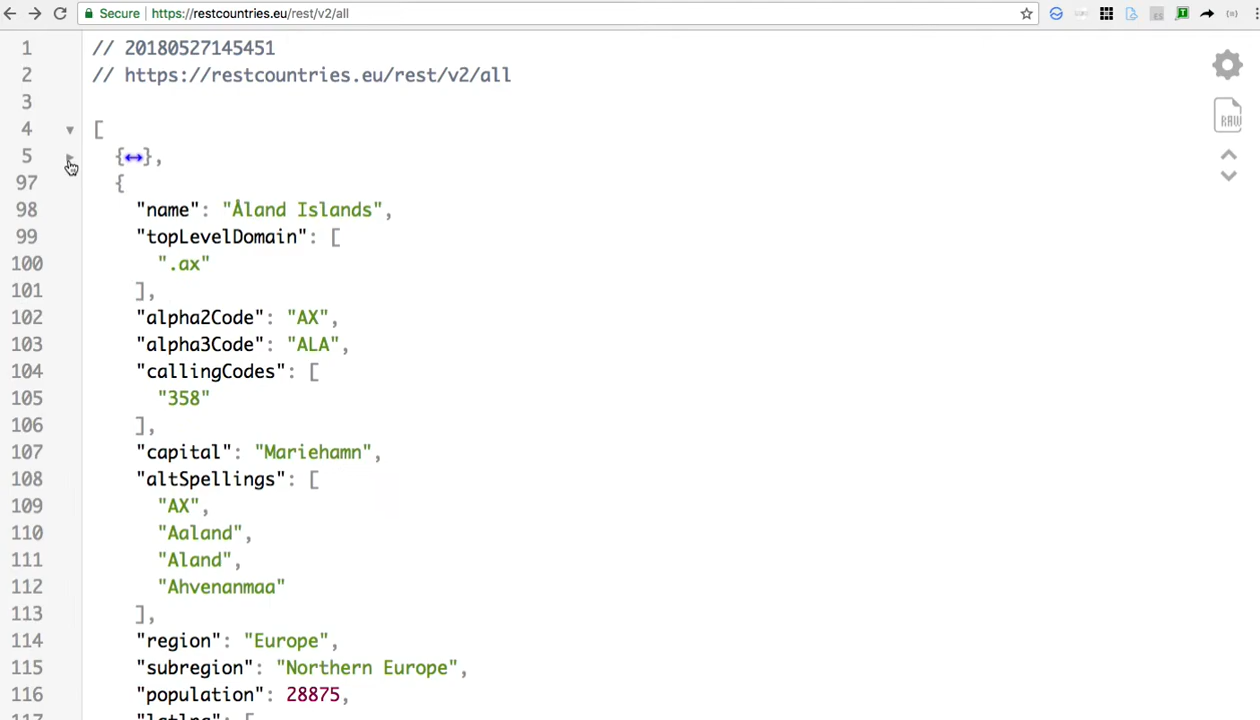 Secure https://restcountries.eu/rest/v2/all
1 // 20180527145451
2 // https://restcountries.eu/rest/v2/all
3
4 [
5 {↔},
97 {
98 "name": "Åland Islands",
99 "topLevelDomain": [
100 ".ax"
101 ],
102 "alpha2Code": "AX",
103 "alpha3Code": "ALA",
104 "callingCodes": [
105 "358"
106 ],
107 "capital": "Mariehamn",
108 "altSpellings": [
109 "AX",
110 "Aaland",
111 "Aland",
112 "Ahvenanmaa"
113 ],
114 "region": "Europe",
115 "subregion": "Northern Europe",
116 "population": 28875,
117 "latlng": [
RAW